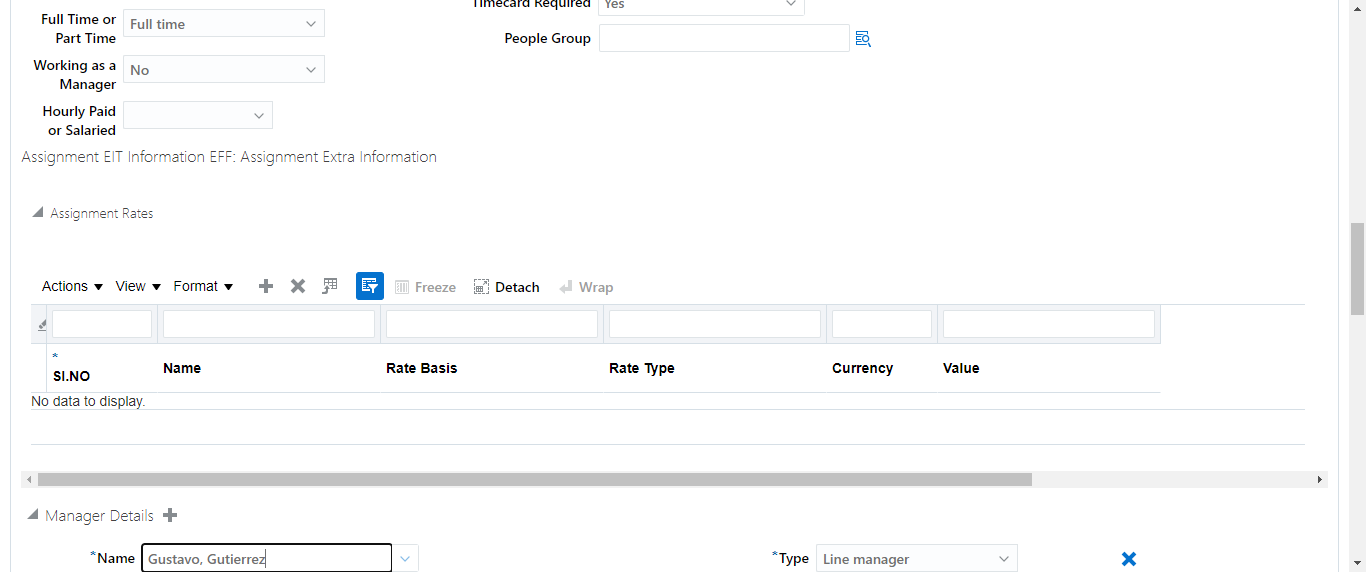 Timecard Required Yes
Full Time or Part Time Full time
People Group
Working as a Manager No
Hourly Paid or Salaried
Assignment EIT Information EFF: Assignment Extra Information
Assignment Rates
Actions View Format Freeze Detach Wrap
* SI.NO Name Rate Basis Rate Type Currency Value
No data to display.
Manager Details
*Name Gustavo, Gutierrez *Type Line manager